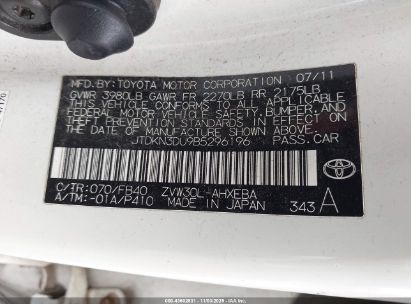 MFD.BY: TOYOTA MOTOR CORPORATION 07/11
GVWR 3980LB GAWR FR 2270LB RR 2175LB
THIS VEHICLE CONFORMS TO ALL APPLICABLE
FEDERAL MOTOR VEHICLE SAFETY, BUMPER, AND
THEFT PREVENTION STANDARDS IN EFFECT ON
THE DATE OF MANUFACTURE SHOWN ABOVE.
JTDKN3DU9B5296196 PASS.CAR
C/TR:070/FB40 ZVW30L-AHXEBA
A/TM:-01A/P410 MADE IN JAPAN 343 A
TOYOTA